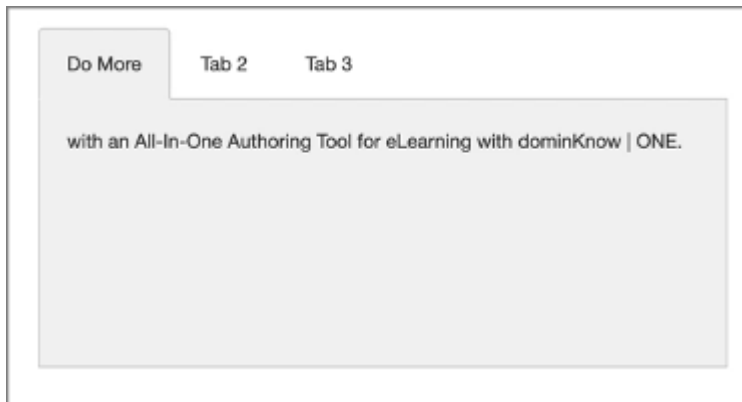 Do More Tab 2 Tab 3
with an All-In-One Authoring Tool for eLearning with dominKnow | ONE.